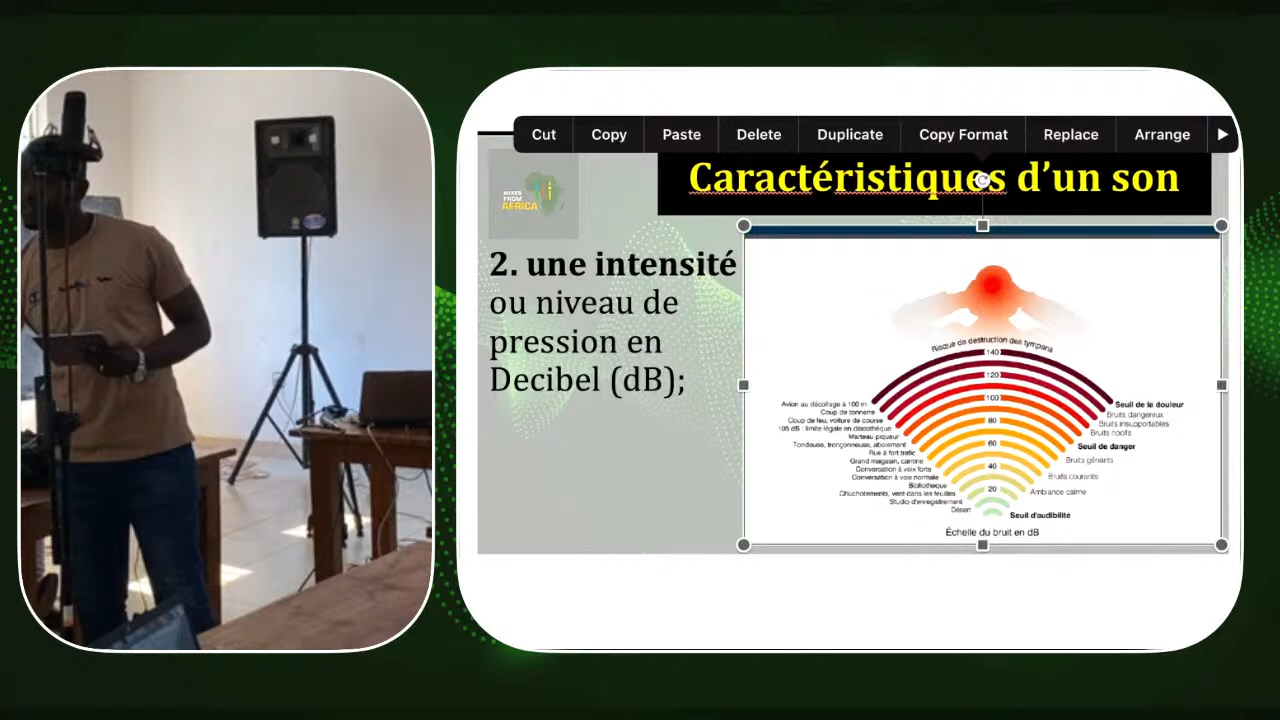 Cut Copy Paste Delete Duplicate Copy Format Replace Arrange
Caractéristiques d’un son
MIXES
FROM
AFRICA
2. une intensité
ou niveau de
pression en
Decibel (dB);
Risque de destruction des tympans
140
120
100
80
60
40
20
Avion au décollage à 100 m
Coup de tonnerre
Coup de feu, voiture de course
105 dB : limite légale en discothèque
Marteau piqueur
Tondeuse, tronçonneuse, aboiement
Rue à fort trafic
Grand magasin, cantine
Conversation à voix forte
Conversation à voix normale
Bibliothèque
Chuchotements, vent dans les feuilles
Studio d'enregistrement
Désert
Seuil de la douleur
Bruits dangereux
Bruits insupportables
Bruits nocifs
Seuil de danger
Bruits gênants
Bruits courants
Ambiance calme
Seuil d'audibilité
Échelle du bruit en dB